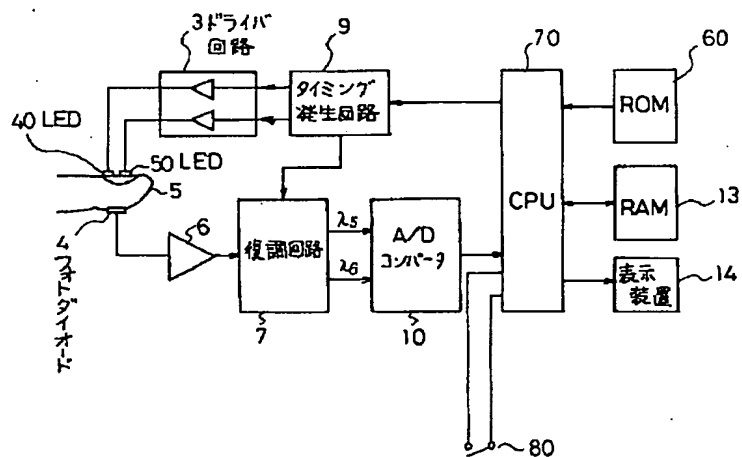 3 ドライバ
回路
9
70
60
タイミング
発生回路
ROM
40 LED
50 LED
5
CPU
RAM
13
6
復調回路
λ5
λ6
A/D
コンバータ
表示
装置
14
4 フォトダイオード
7
10
80